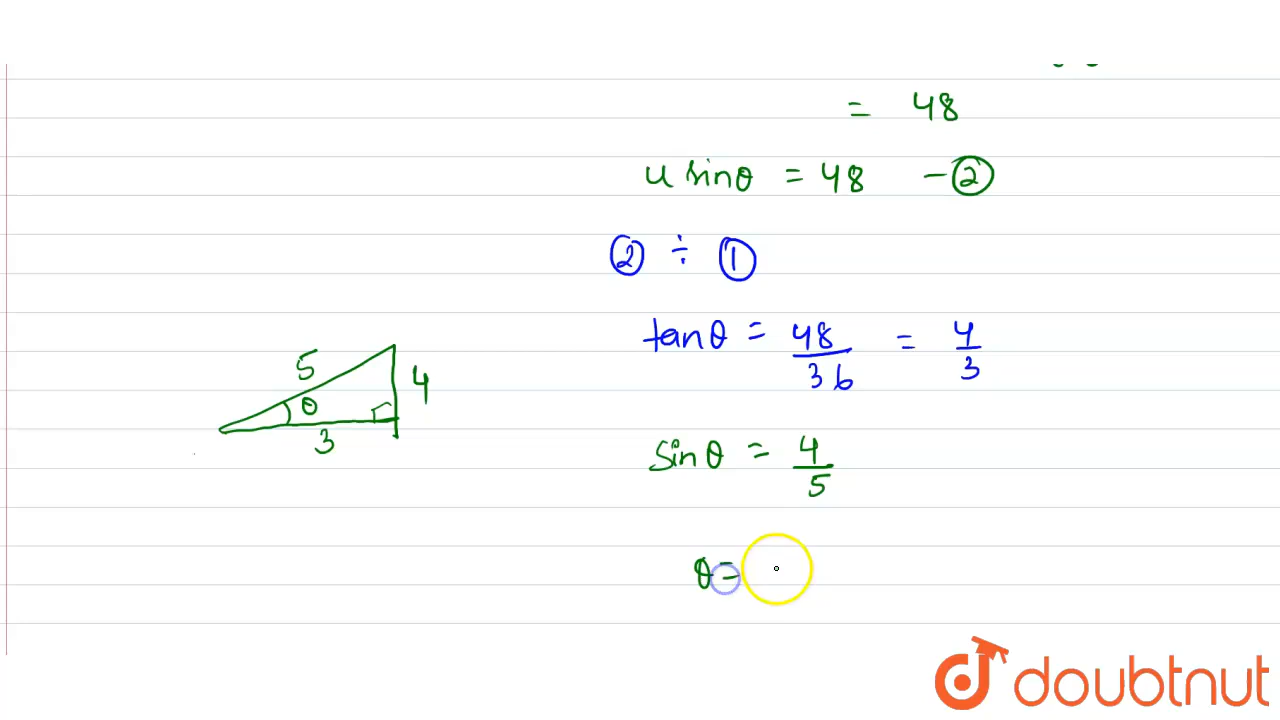 = 48
u sinθ = 48 - ②
② ÷ ①
tanθ = 48/36 = 4/3
5
θ
4
3
sinθ = 4/5
θ =
doubtnut